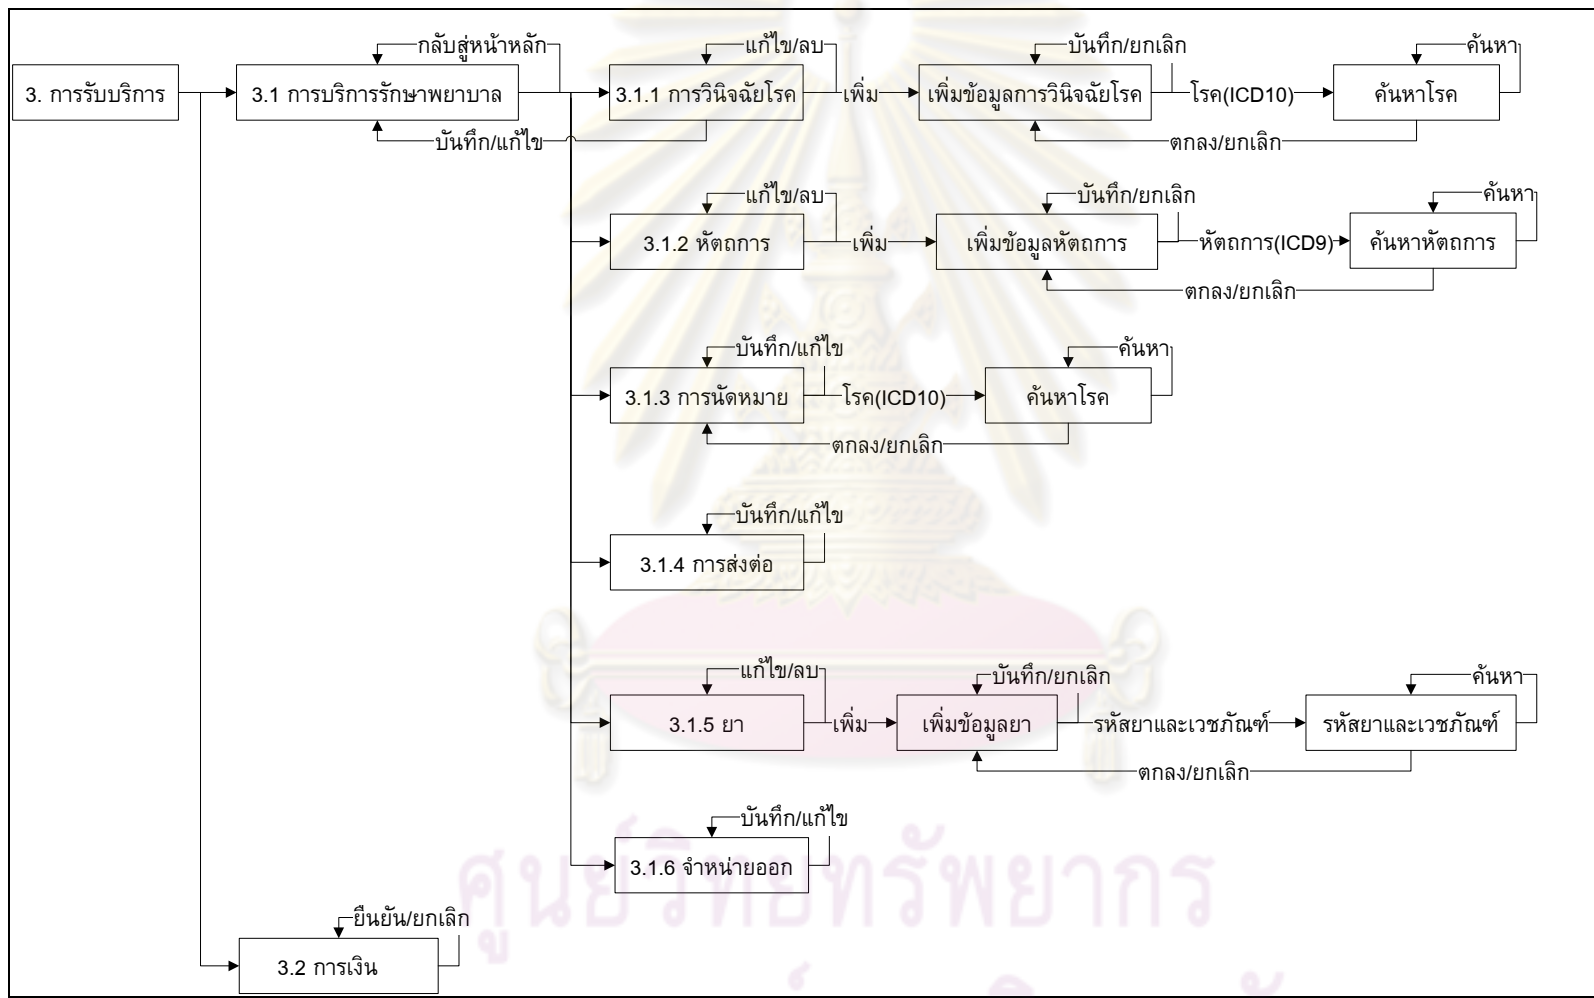 กลับสู่หน้าหลัก
แก้ไข/ลบ
บันทึก/ยกเลิก
ค้นหา
3. การรับบริการ
3.1 การบริการรักษาพยาบาล
3.1.1 การวินิจฉัยโรค
เพิ่ม
เพิ่มข้อมูลการวินิจฉัยโรค
โรค(ICD10)
ค้นหาโรค
บันทึก/แก้ไข
ตกลง/ยกเลิก
แก้ไข/ลบ
บันทึก/ยกเลิก
ค้นหา
3.1.2 หัตถการ
เพิ่ม
เพิ่มข้อมูลหัตถการ
หัตถการ(ICD9)
ค้นหาหัตถการ
ตกลง/ยกเลิก
บันทึก/แก้ไข
ค้นหา
3.1.3 การนัดหมาย
โรค(ICD10)
ค้นหาโรค
ตกลง/ยกเลิก
บันทึก/แก้ไข
3.1.4 การส่งต่อ
แก้ไข/ลบ
บันทึก/ยกเลิก
ค้นหา
3.1.5 ยา
เพิ่ม
เพิ่มข้อมูลยา
รหัสยาและเวชภัณฑ์
รหัสยาและเวชภัณฑ์
ตกลง/ยกเลิก
บันทึก/แก้ไข
3.1.6 จำหน่ายออก
ศูนย์วิทยทรัพยากร
ยืนยัน/ยกเลิก
3.2 การเงิน